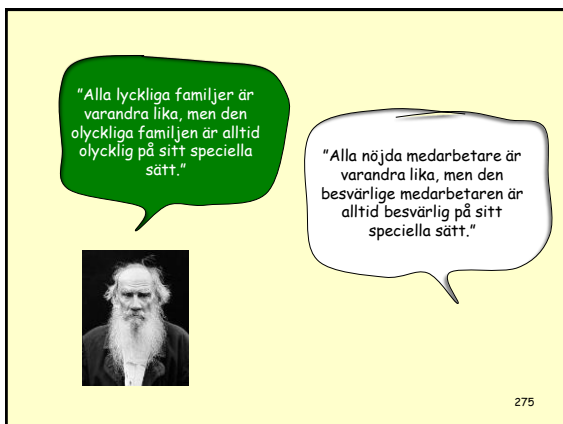 "Alla lyckliga familjer är
varandra lika, men den
olyckliga familjen är alltid
olycklig på sitt speciella
sätt."
"Alla nöjda medarbetare är
varandra lika, men den
besvärlige medarbetaren är
alltid besvärlig på sitt
speciella sätt."
275